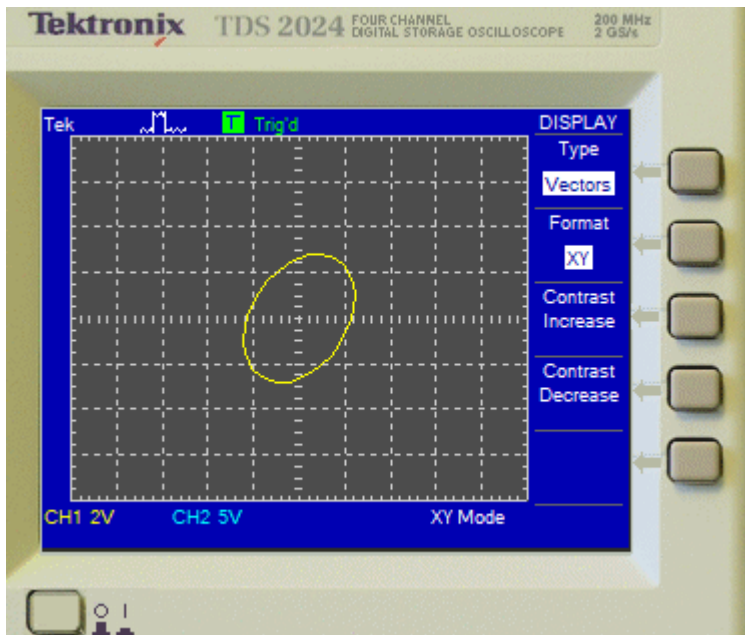 Tektronix TDS 2024 FOUR CHANNEL DIGITAL STORAGE OSCILLOSCOPE 200 MHz 2 GS/s
Tek T Trig'd DISPLAY
Type
Vectors
Format
XY
Contrast
Increase
Contrast
Decrease
CH1 2V CH2 5V XY Mode
O I